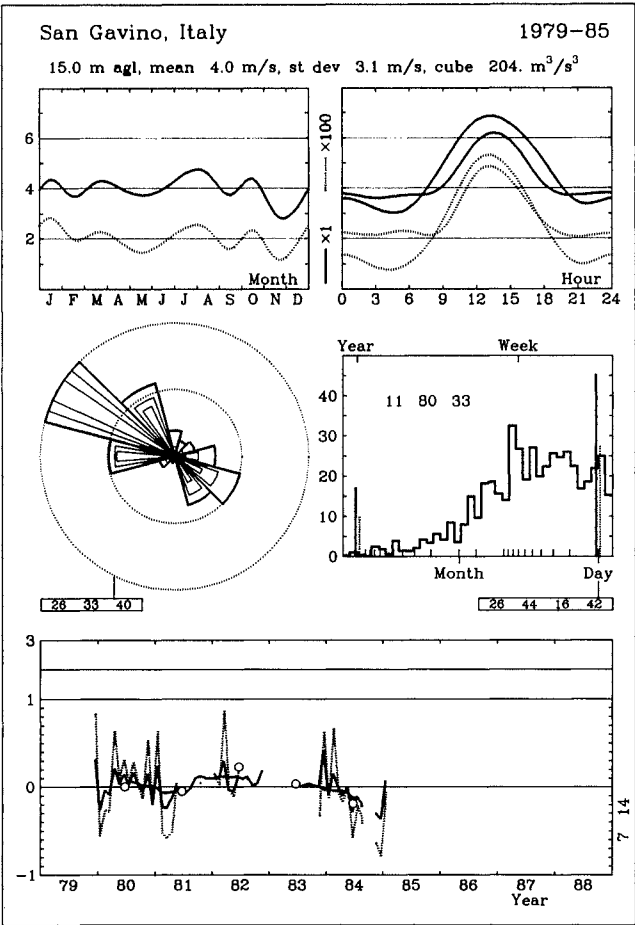 San Gavino, Italy 1979-85
15.0 m agl, mean 4.0 m/s, st dev 3.1 m/s, cube 204. m³/s³
6
4
2
Month
J F M A M J J A S O N D
×1 ×100
Hour
0 3 6 9 12 15 18 21 24
Year Week
40
30
20
10
0
11 80 33
Month Day
26 33 40
26 44 16 42
3
1
0
-1
79 80 81 82 83 84 85 86 87 88
Year
7 14